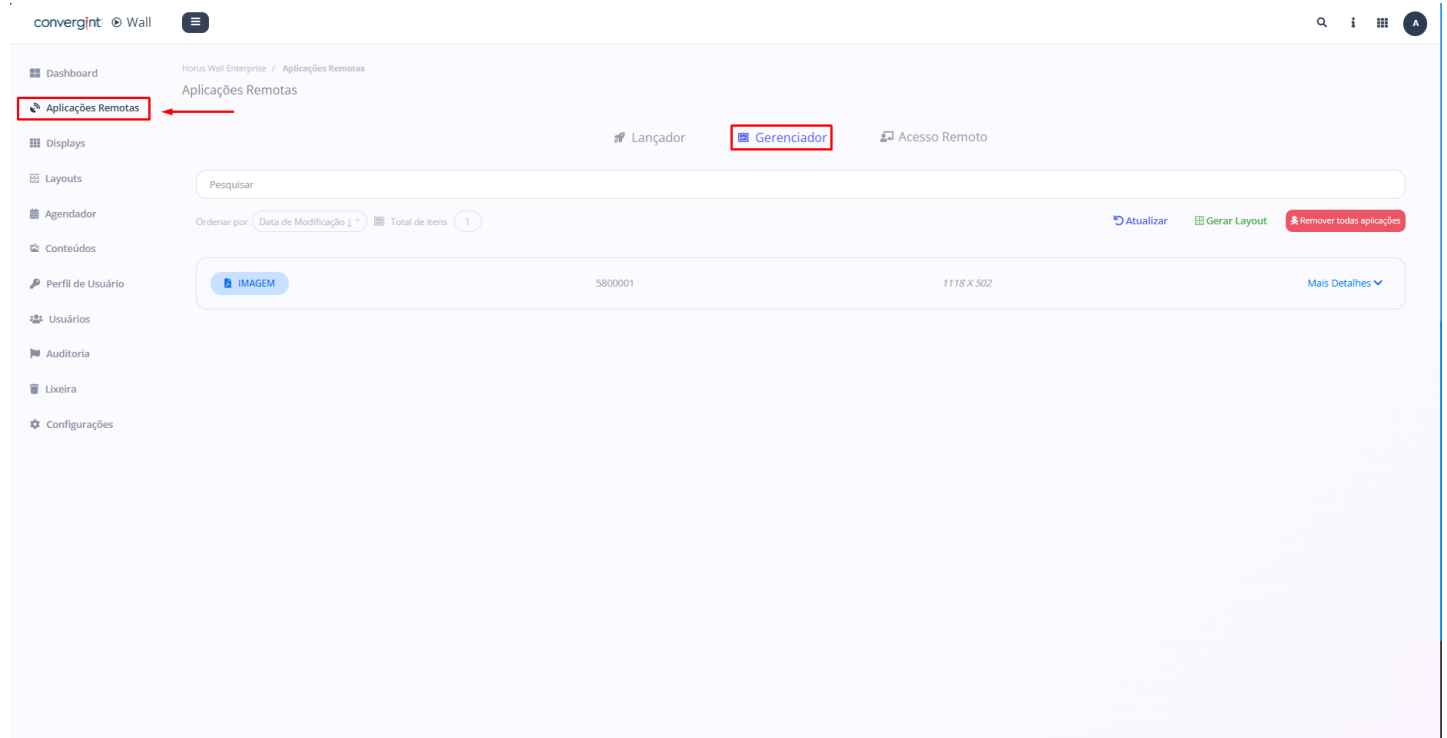 convergint Wall
A
Dashboard
Aplicações Remotas
Displays
Layouts
Agendador
Conteúdos
Perfil de Usuário
Usuários
Auditoria
Lixeira
Configurações
Horus Wall Enterprise / Aplicações Remotas
Aplicações Remotas
Lançador Gerenciador Acesso Remoto
Pesquisar
Ordenar por Data de Modificação ↓ Total de itens 1 Atualizar Gerar Layout Remover todas aplicações
IMAGEM 5800001 1118 X 502 Mais Detalhes